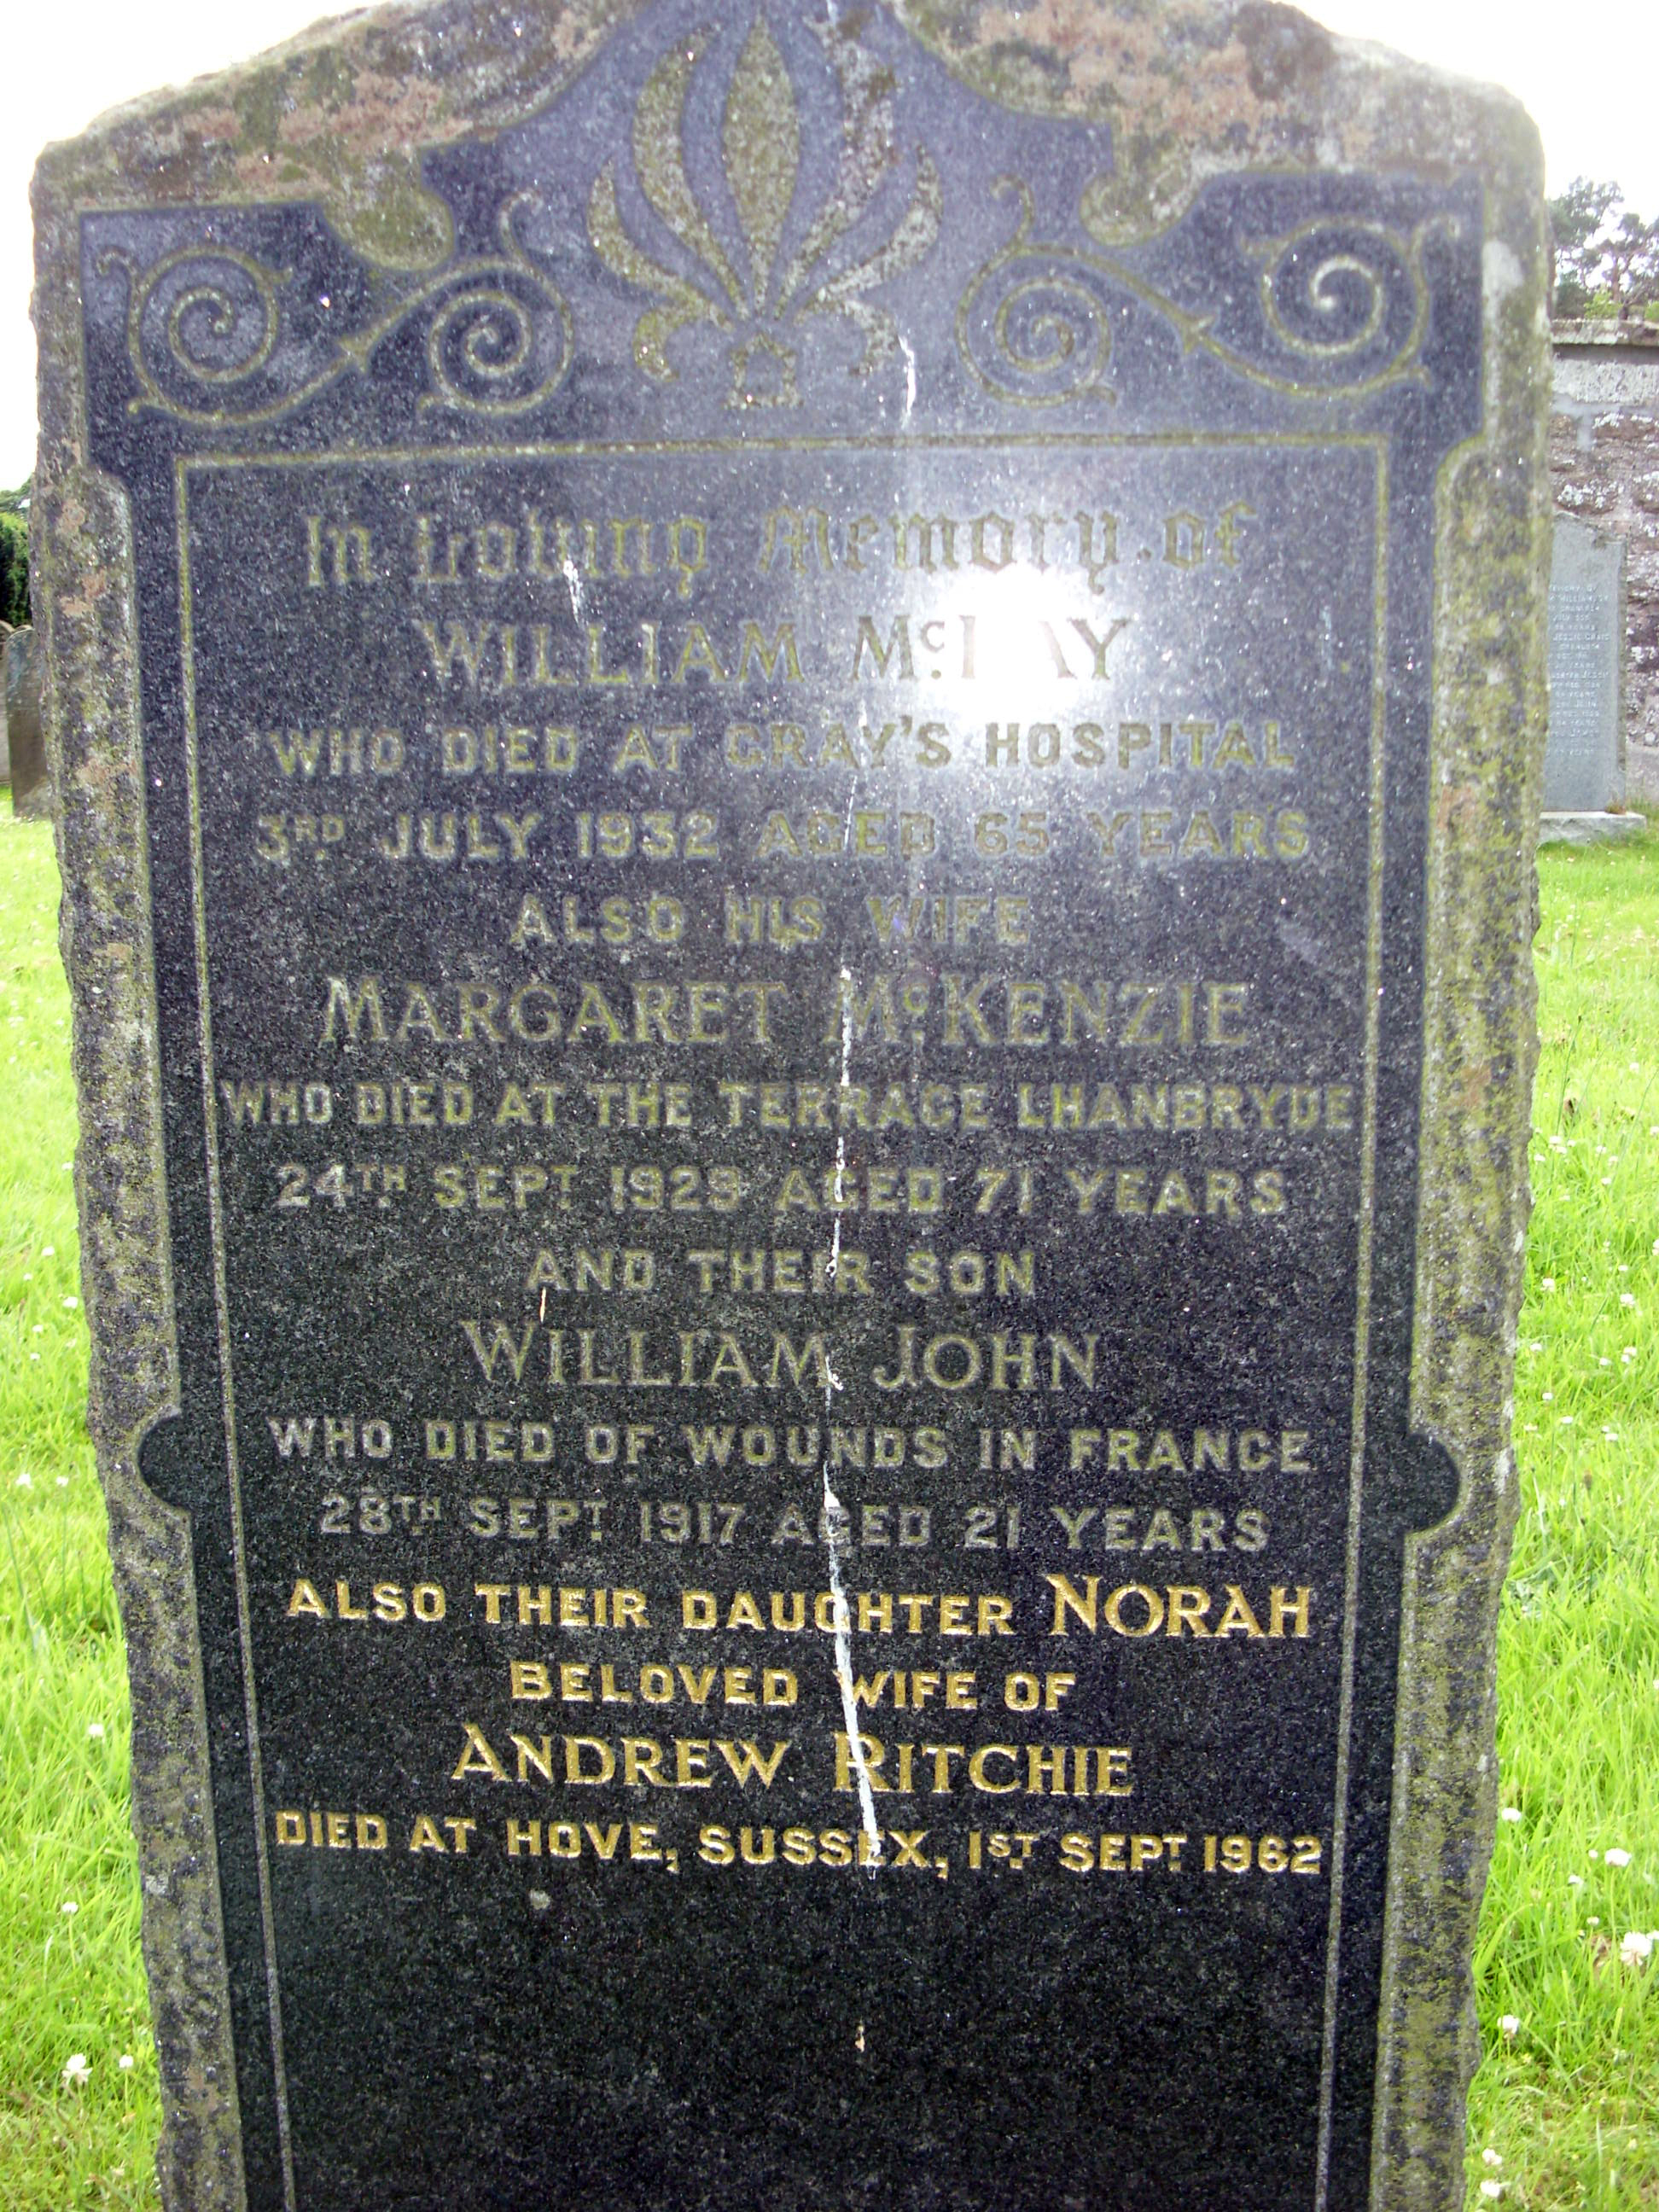 In Loving Memory of
WILLIAM
WHO DIED AT GRAY'S HOSPITAL
3RD JULY 1932 AGED 65 YEARS
ALSO HIS WIFE
MARGARET McKENZIE
WHO DIED AT THE TERRACE LHANBRYDE
24TH SEPT 1929 AGED 71 YEARS
AND THEIR SON
WILLIAM JOHN
WHO DIED OF WOUNDS IN FRANCE
28TH SEPT 1917 AGED 21 YEARS
ALSO THEIR DAUGHTER NORAH
BELOVED WIFE OF
ANDREW RITCHIE
DIED AT HOVE, SUSSEX, 1ST SEPT 1962